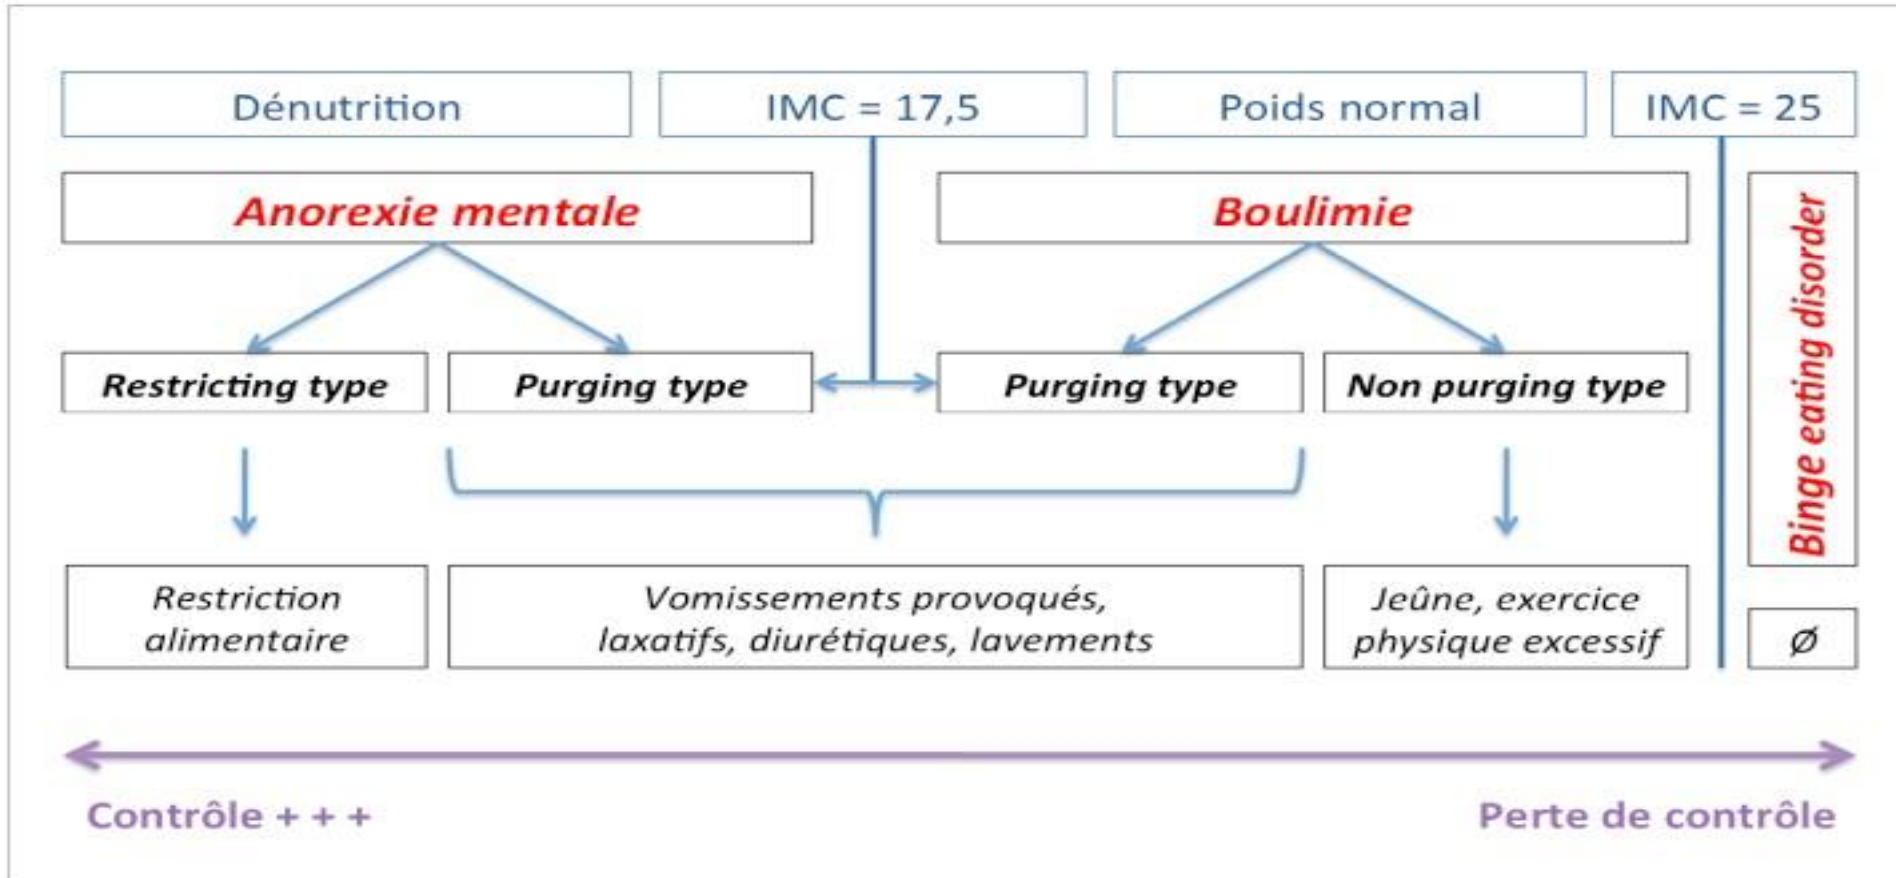 Dénutrition
IMC = 17,5
Poids normal
IMC = 25
Anorexie mentale
Boulimie
Binge eating disorder
Restricting type
Purging type
Purging type
Non purging type
Restriction
alimentaire
Vomissements provoqués,
laxatifs, diurétiques, lavements
Jeûne, exercice
physique excessif
Ø
Contrôle + + +
Perte de contrôle